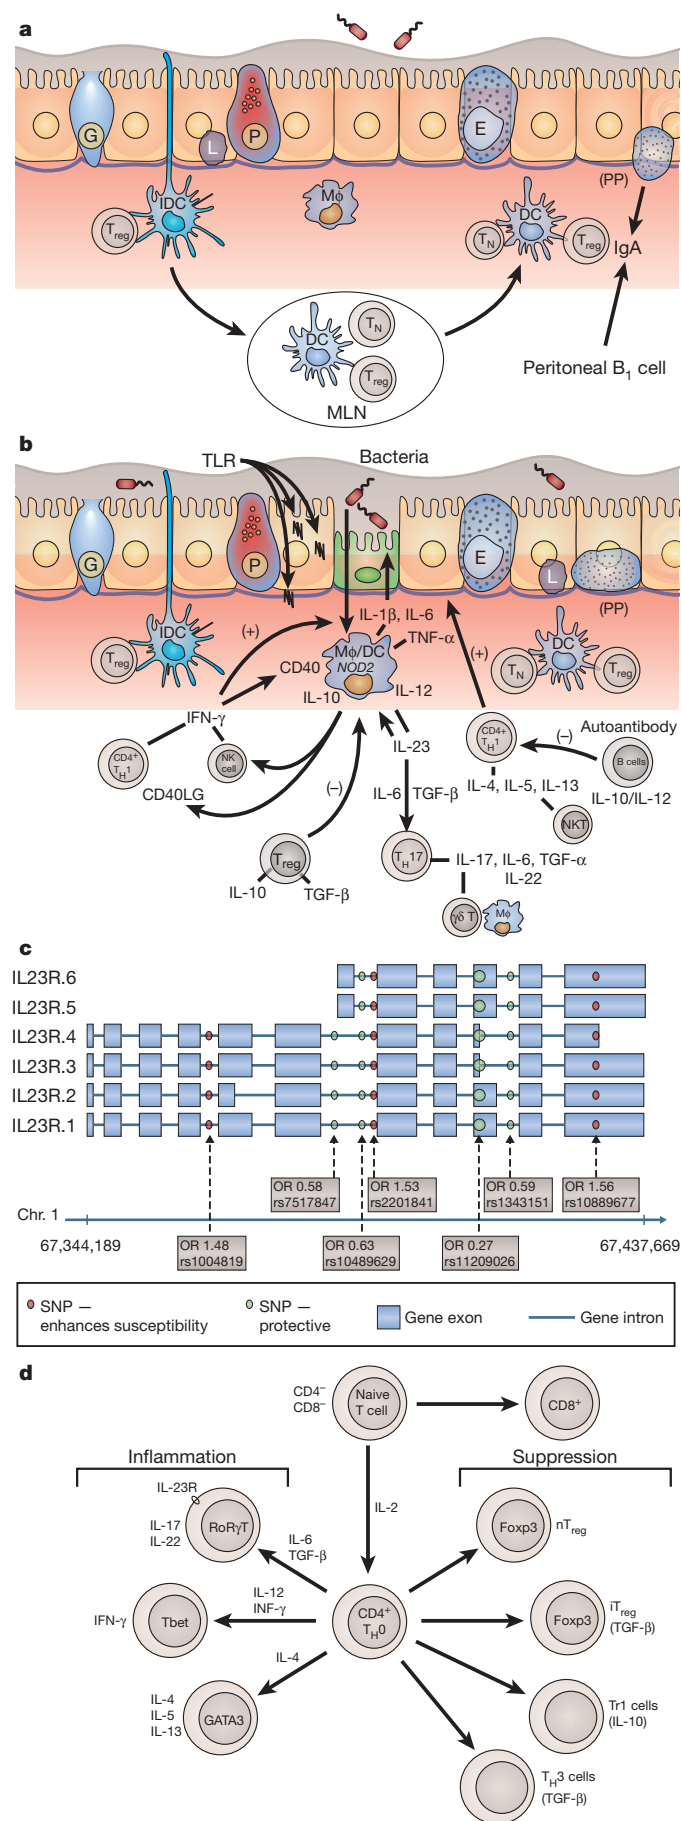 a
G
P
L
E
(PP)
IDC
Mφ
DC
Treg
TN
Treg
IgA
DC
TN
Treg
MLN
Peritoneal B1 cell
b
TLR
Bacteria
G
P
E
L
(PP)
IDC
Treg
(+)
IL-1β, IL-6
TNF-α
Mφ/DC
NOD2
CD40
IL-10
IL-12
(+)
DC
TN
Treg
IFN-γ
CD4+
TH1
NK
cell
CD40LG
IL-23
CD4+
TH1
(–)
Autoantibody
B cells
IL-10/IL-12
(–)
IL-6
TGF-β
IL-4, IL-5, IL-13
NKT
Treg
IL-10
TGF-β
TH17
IL-17, IL-6, TGF-α
IL-22
γδ T
Mφ
c
IL23R.6
IL23R.5
IL23R.4
IL23R.3
IL23R.2
IL23R.1
OR 0.58
rs7517847
OR 1.53
rs2201841
OR 0.59
rs1343151
OR 1.56
rs10889677
Chr. 1
67,344,189
67,437,669
OR 1.48
rs1004819
OR 0.63
rs10489629
OR 0.27
rs11209026
SNP —
enhances susceptibility
SNP —
protective
Gene exon
Gene intron
d
CD4–
CD8–
Naive
T cell
CD8+
Inflammation
Suppression
IL-2
IL-23R
IL-17
IL-22
RoRγT
IL-6
TGF-β
Foxp3
nTreg
IFN-γ
Tbet
IL-12
INF-γ
CD4+
TH0
Foxp3
iTreg
(TGF-β)
IL-4
IL-4
IL-5
IL-13
GATA3
Tr1 cells
(IL-10)
TH3 cells
(TGF-β)